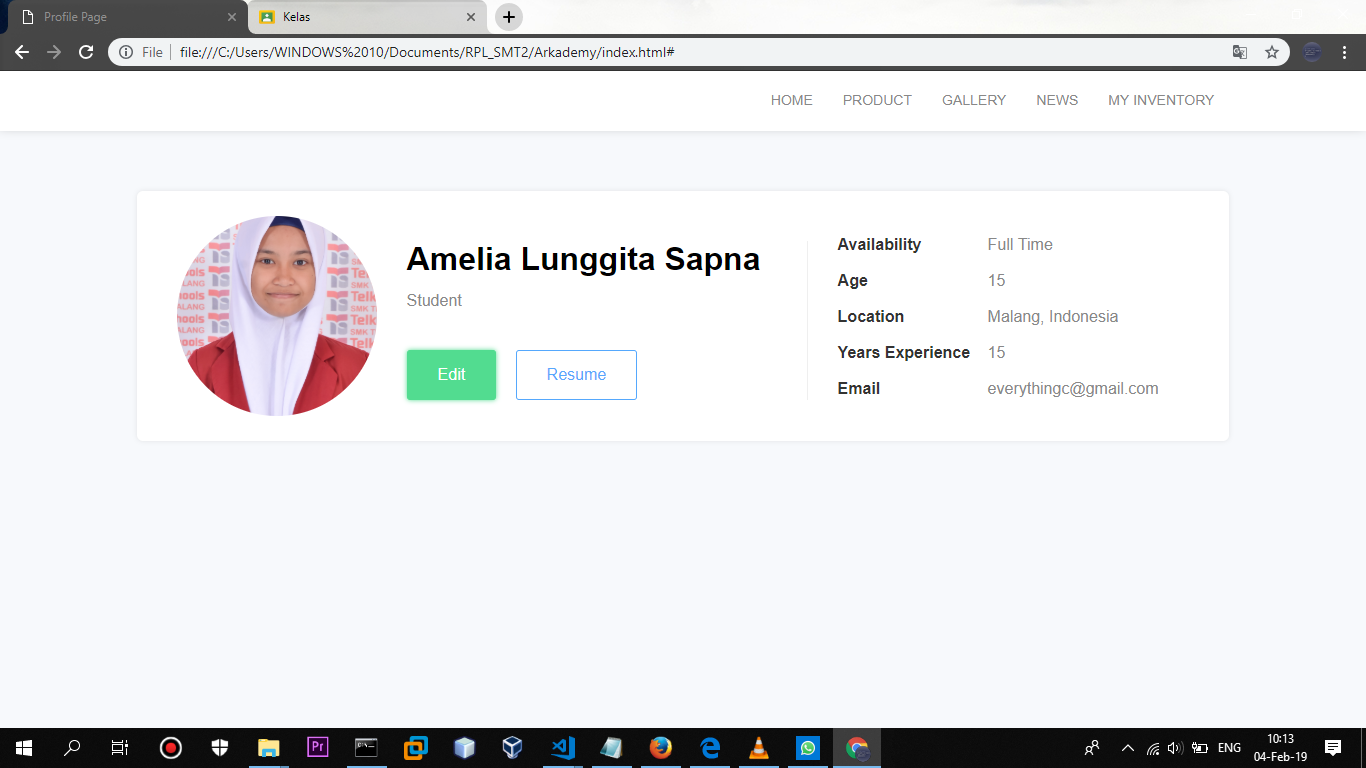 Profile Page
Kelas
File file:///C:/Users/WINDOWS%2010/Documents/RPL_SMT2/Arkademy/index.html#
HOME PRODUCT GALLERY NEWS MY INVENTORY
Amelia Lunggita Sapna
Student
Edit Resume
Availability Full Time
Age 15
Location Malang, Indonesia
Years Experience 15
Email everythingc@gmail.com
Pr
ENG
10:13
04-Feb-19